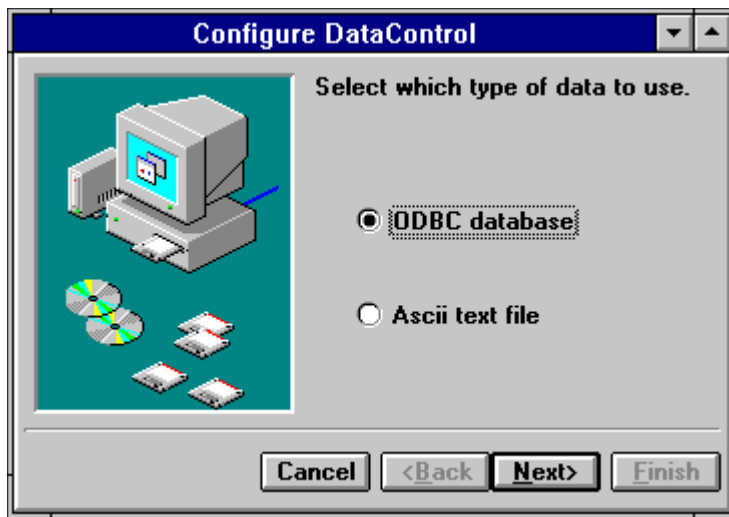 Configure DataControl
Select which type of data to use.
ODBC database
Ascii text file
Cancel
<Back
Next>
Finish